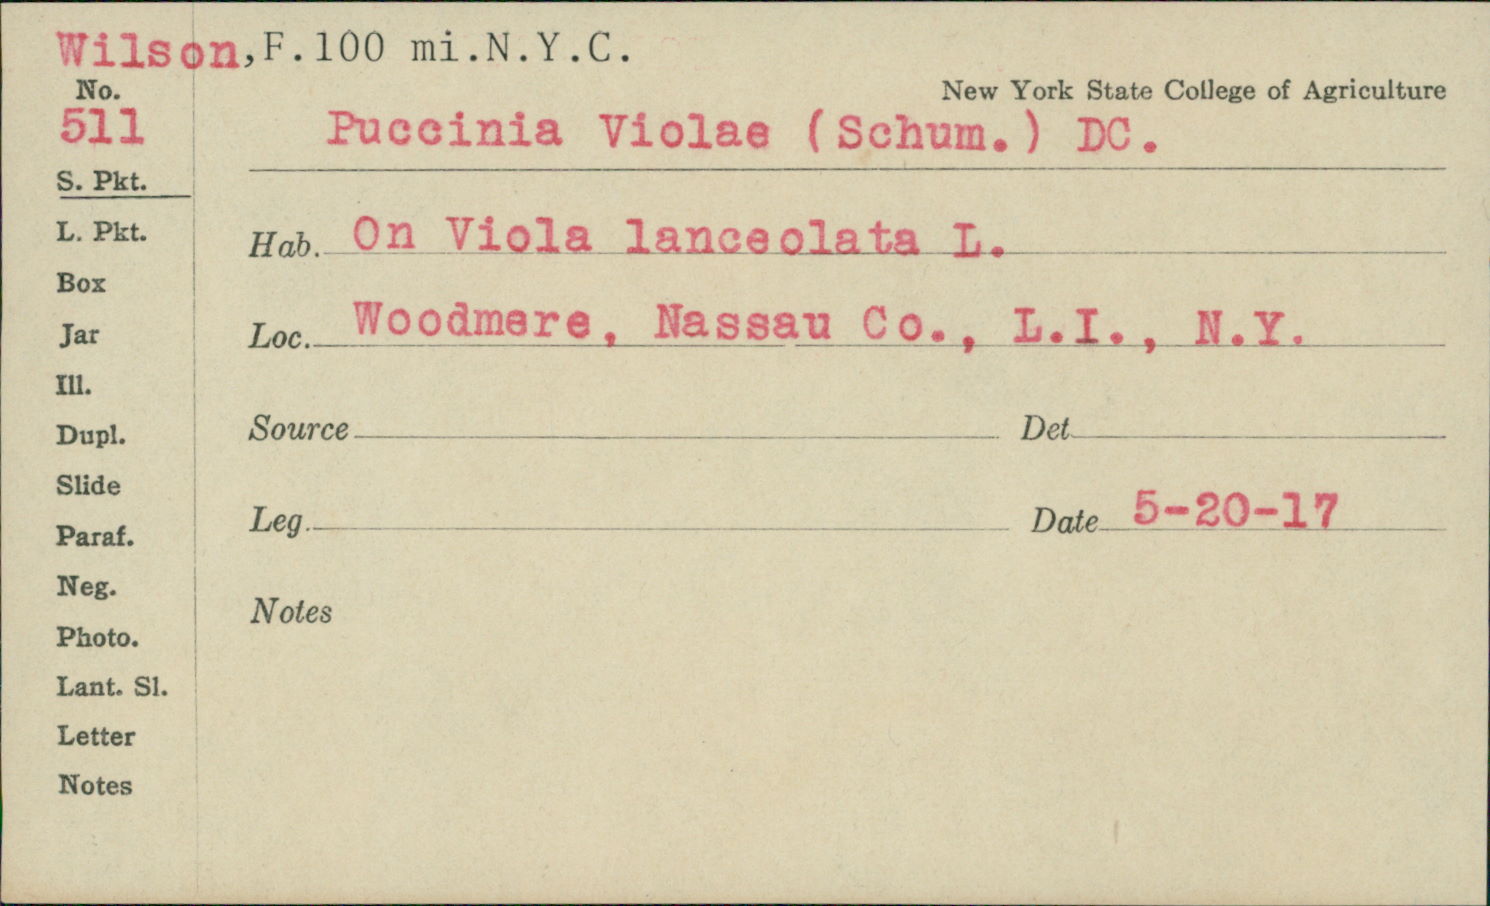 Wilson,F.100 mi.N.Y.C.
No.
New York State College of Agriculture
511
Puccinia Violae (Schum.) DC.
S. Pkt.
L. Pkt.
Hab. On Viola lanceolata L.
Box
Jar
Loc. Woodmere, Nassau Co., L.I., N.Y.
Ill.
Dupl.
Source Det.
Slide
Leg. Date 5-20-17
Paraf.
Neg.
Notes
Photo.
Lant. Sl.
Letter
Notes